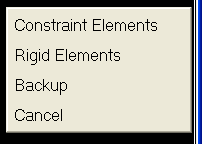 Constraint Elements
Rigid Elements
Backup
Cancel